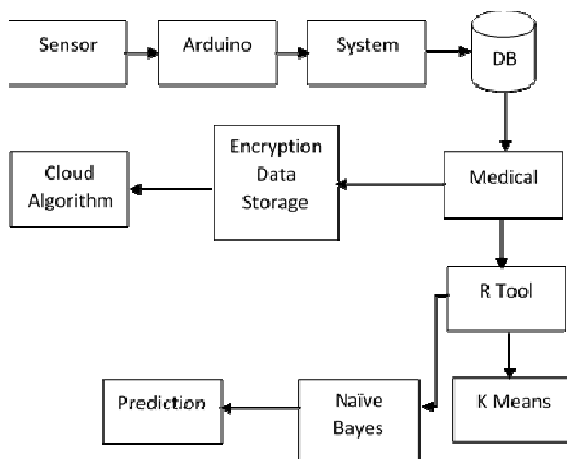 Sensor
Arduino
System
DB
Encryption
Data
Storage
Cloud
Algorithm
Medical
R Tool
Prediction
Naïve
Bayes
K Means